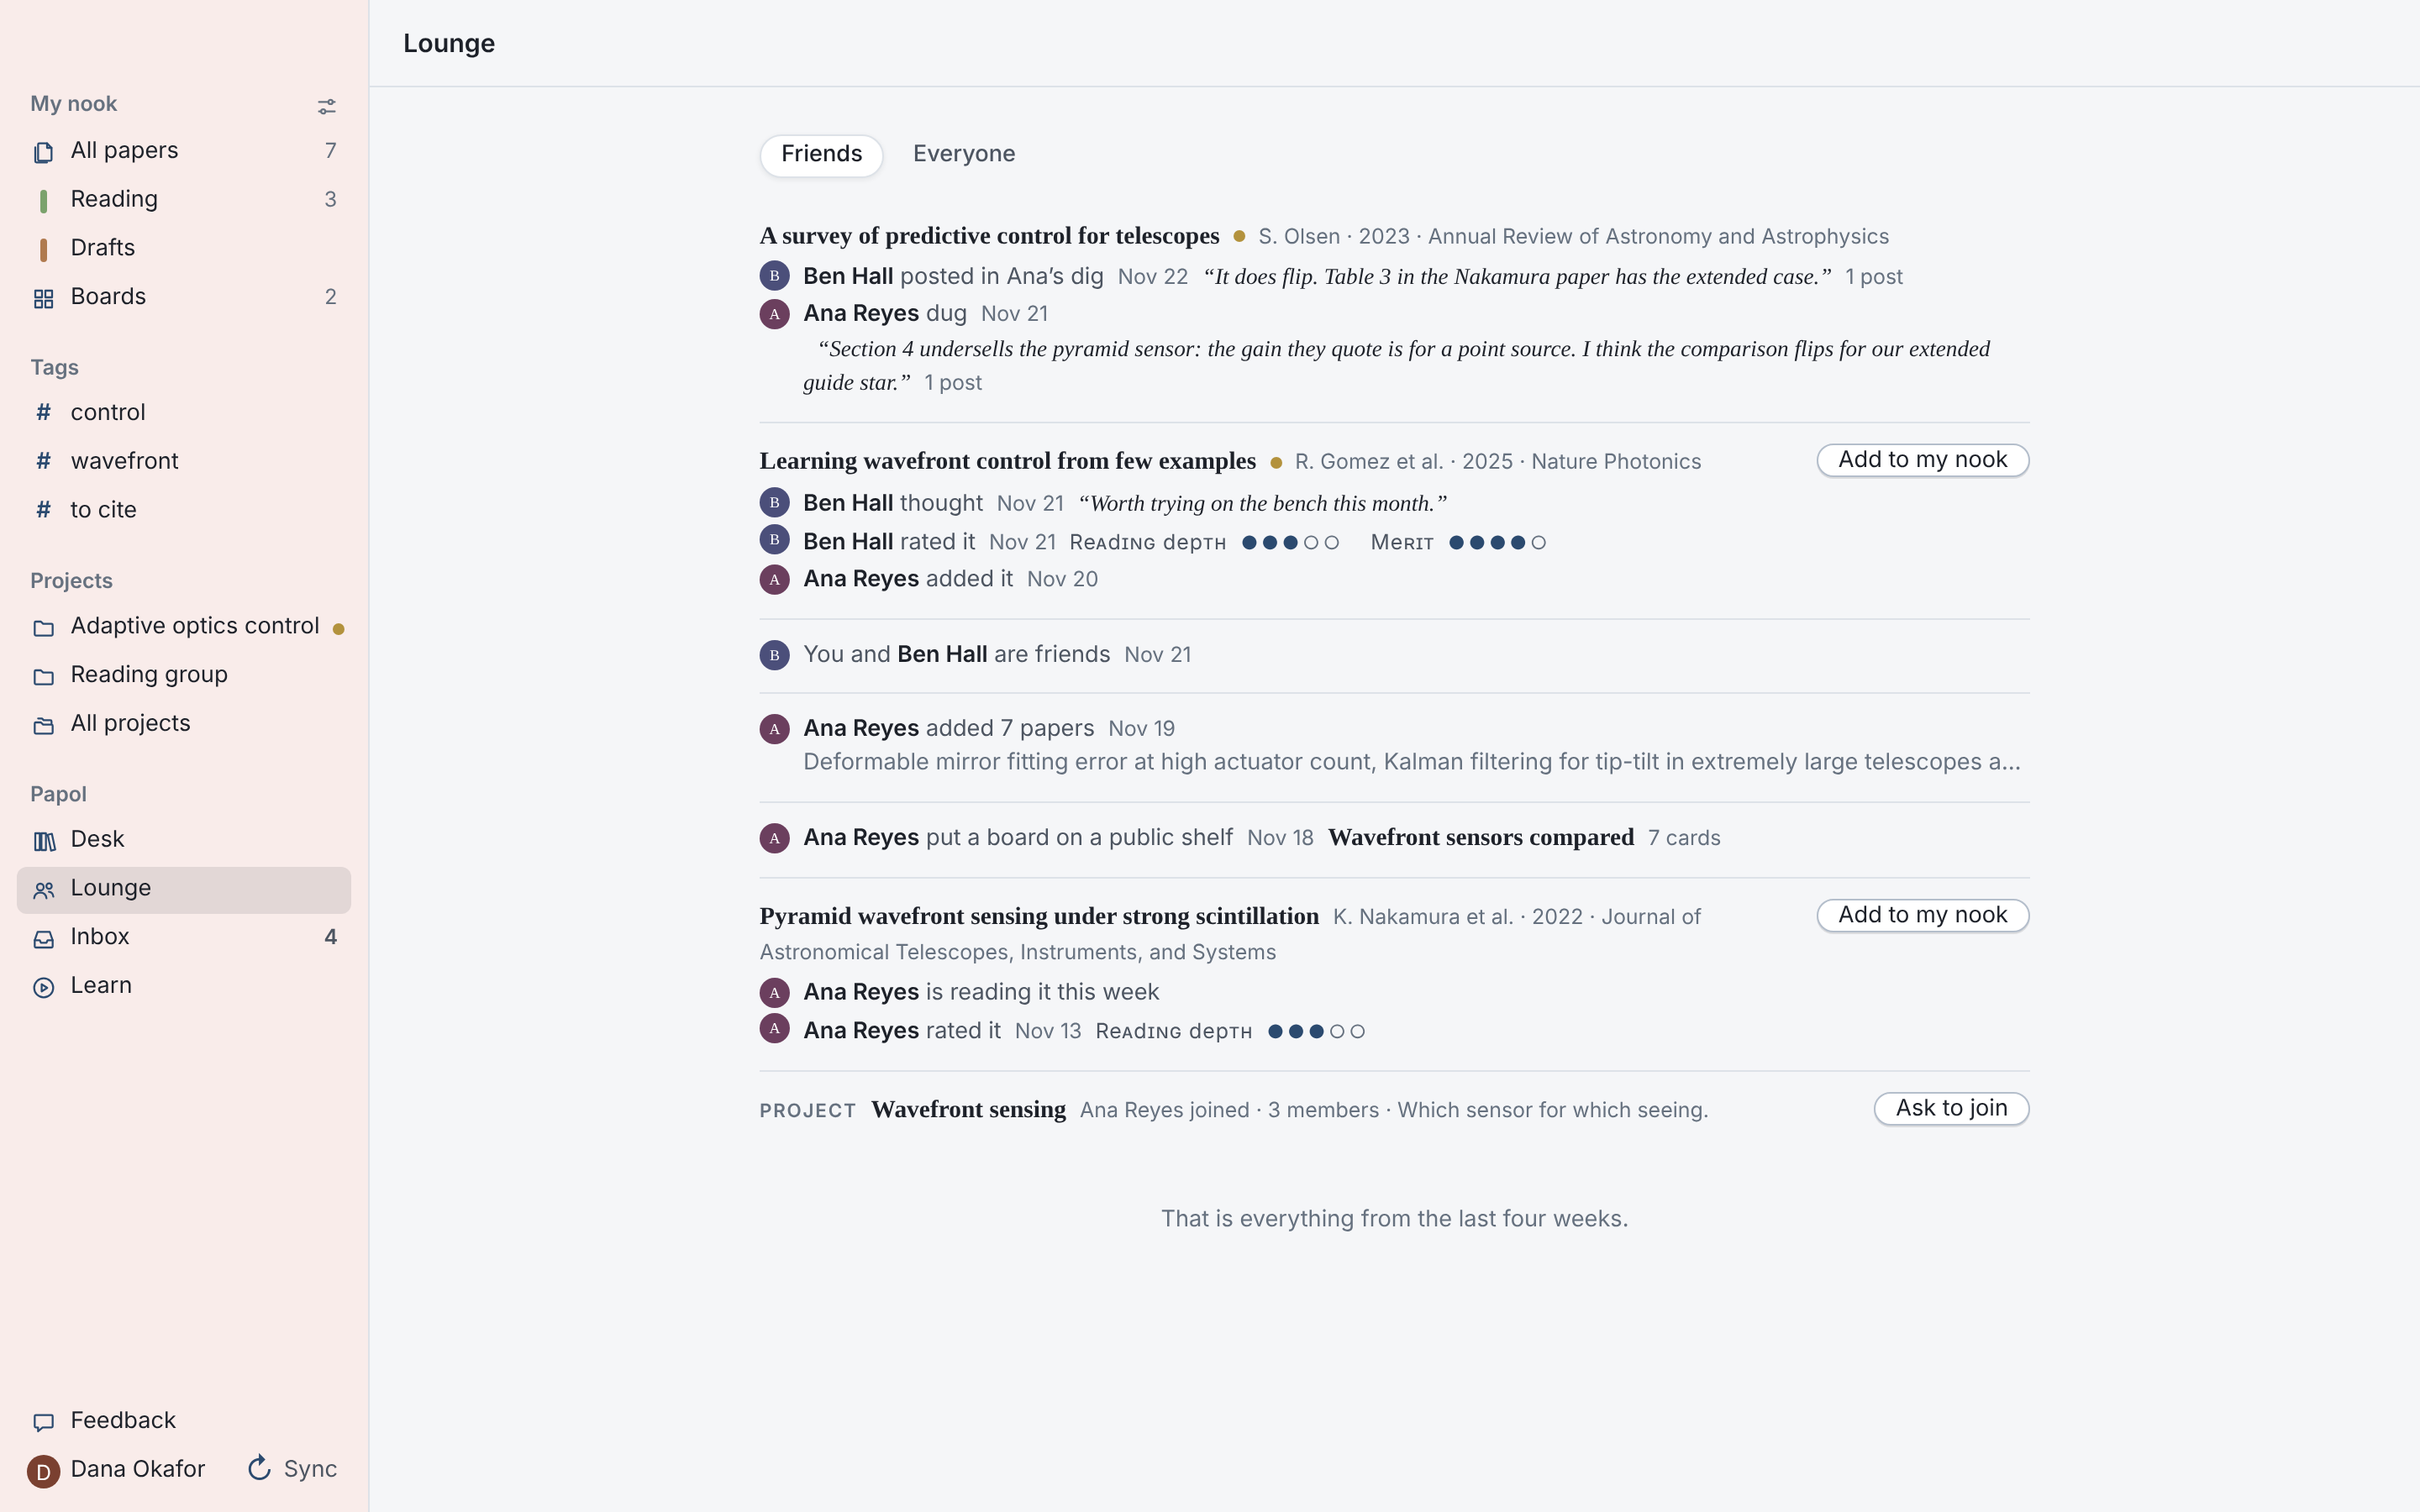 Lounge
My nook
All papers 7
Reading 3
Drafts
Boards 2
Tags
# control
# wavefront
# to cite
Projects
Adaptive optics control
Reading group
All projects
Papol
Desk
Lounge
Inbox 4
Learn
Feedback
D Dana Okafor Sync
Friends Everyone
A survey of predictive control for telescopes S. Olsen · 2023 · Annual Review of Astronomy and Astrophysics
B Ben Hall posted in Ana’s dig Nov 22 “It does flip. Table 3 in the Nakamura paper has the extended case.” 1 post
A Ana Reyes dug Nov 21
“Section 4 undersells the pyramid sensor: the gain they quote is for a point source. I think the comparison flips for our extended
guide star.” 1 post
Learning wavefront control from few examples R. Gomez et al. · 2025 · Nature Photonics Add to my nook
B Ben Hall thought Nov 21 “Worth trying on the bench this month.”
B Ben Hall rated it Nov 21 Reading depth Merit
A Ana Reyes added it Nov 20
B You and Ben Hall are friends Nov 21
A Ana Reyes added 7 papers Nov 19
Deformable mirror fitting error at high actuator count, Kalman filtering for tip-tilt in extremely large telescopes a…
A Ana Reyes put a board on a public shelf Nov 18 Wavefront sensors compared 7 cards
Pyramid wavefront sensing under strong scintillation K. Nakamura et al. · 2022 · Journal of Add to my nook
Astronomical Telescopes, Instruments, and Systems
A Ana Reyes is reading it this week
A Ana Reyes rated it Nov 13 Reading depth
PROJECT Wavefront sensing Ana Reyes joined · 3 members · Which sensor for which seeing. Ask to join
That is everything from the last four weeks.